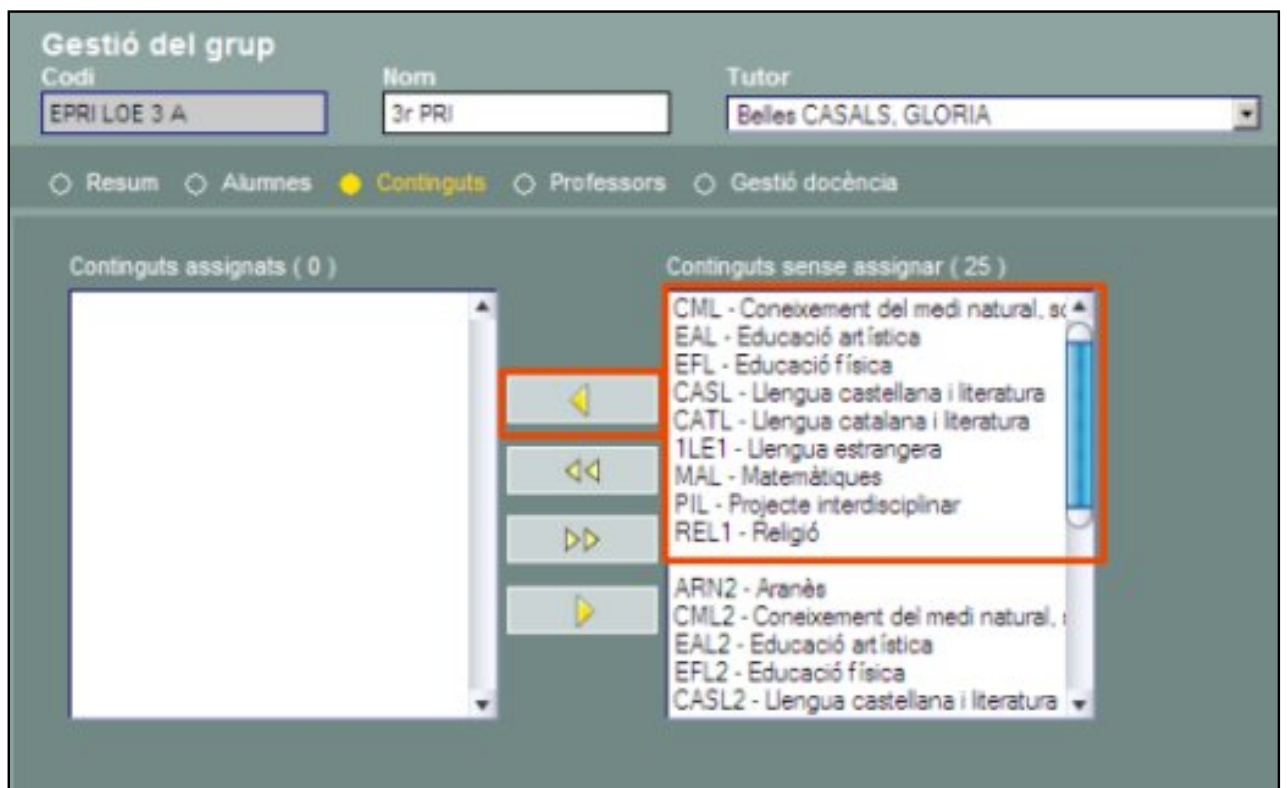 Gestió del grup
Codi Nom Tutor
EPRI LOE 3 A 3r PRI Belles CASALS, GLORIA
Resum Alumnes Continguts Professors Gestió docència
Continguts assignats ( 0 ) Continguts sense assignar ( 25 )
CML - Coneixement del medi natural, so
EAL - Educació artística
EFL - Educació física
CASL - Llengua castellana i literatura
CATL - Llengua catalana i literatura
1LE1 - Llengua estrangera
MAL - Matemàtiques
PIL - Projecte interdisciplinar
REL1 - Religió
ARN2 - Aranès
CML2 - Coneixement del medi natural,
EAL2 - Educació artística
EFL2 - Educació física
CASL2 - Llengua castellana i literatura